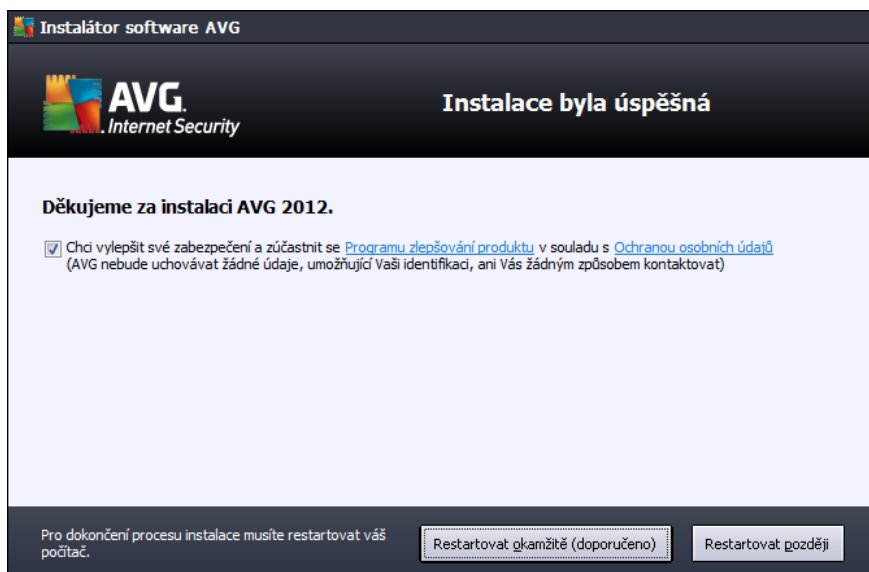 Instalátor software AVG
AVG.
Internet Security
Instalace byla úspěšná
Děkujeme za instalaci AVG 2012.
Chci vylepšit své zabezpečení a zúčastnit se Programu zlepšování produktu v souladu s Ochranou osobních údajů
(AVG nebude uchovávat žádné údaje, umožňující Vaši identifikaci, ani Vás žádným způsobem kontaktovat)
Pro dokončení procesu instalace musíte restartovat váš
počítač.
Restartovat okamžitě (doporučeno)
Restartovat později